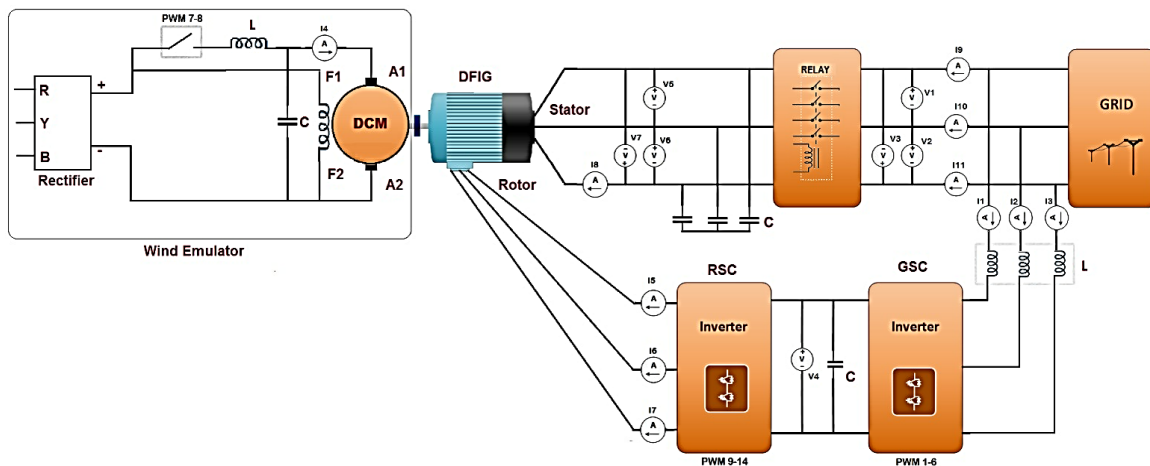 PWM 7-8
L
I4
A
F1
A1
R
+
Y
C
DCM
B
-
Rectifier
F2
A2
Wind Emulator
DFIG
Stator
Rotor
I8
A
V5
+
V
-
V7
+
V
-
V6
+
V
-
C
RELAY
V1
+
V
-
V3
+
V
-
V2
+
V
-
I9
A
I10
A
I11
A
GRID
I1
A
I2
A
I3
A
L
RSC
GSC
I5
A
I6
A
I7
A
Inverter
+
V
-
V4
C
Inverter
PWM 9-14
PWM 1-6